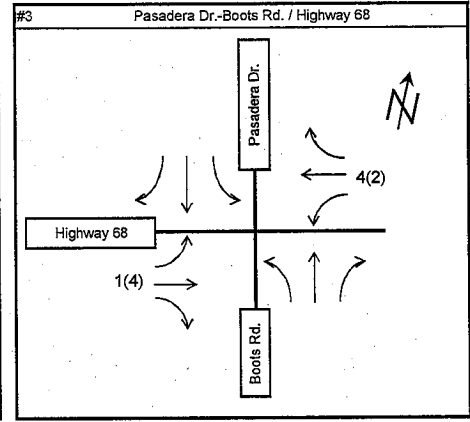 #3 Pasadera Dr.-Boots Rd. / Highway 68
Pasadera Dr.
N
4(2)
Highway 68
1(4)
Boots Rd.